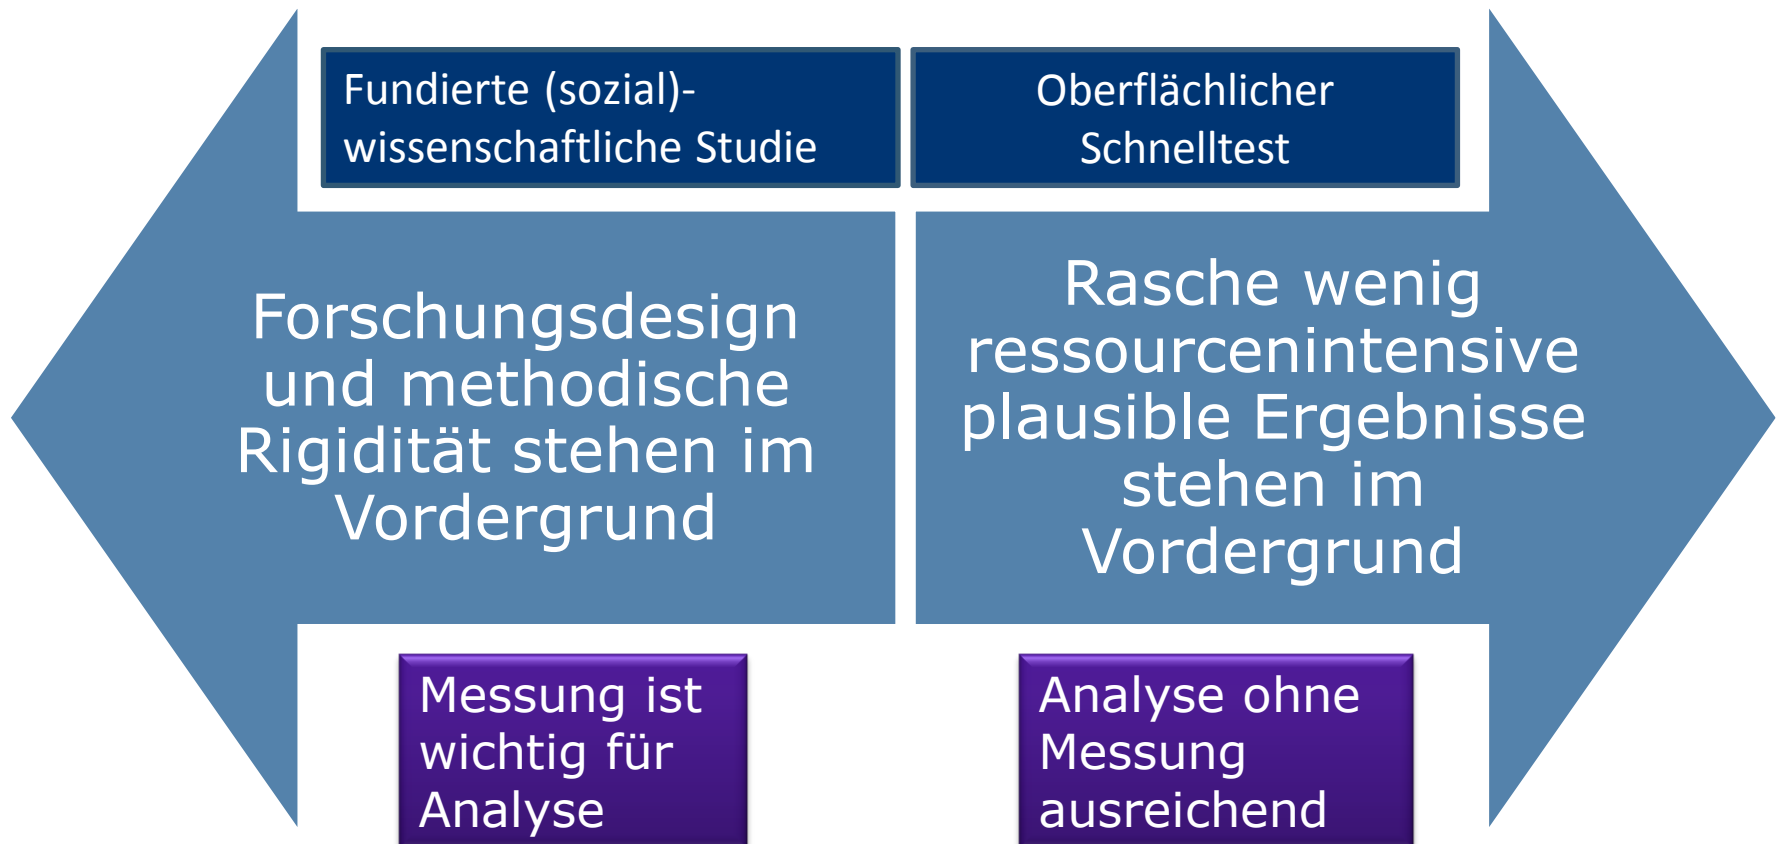 Fundierte (sozial)-
wissenschaftliche Studie
Oberflächlicher
Schnelltest
Forschungsdesign
und methodische
Rigidität stehen im
Vordergrund
Rasche wenig
ressourcenintensive
plausible Ergebnisse
stehen im
Vordergrund
Messung ist
wichtig für
Analyse
Analyse ohne
Messung
ausreichend